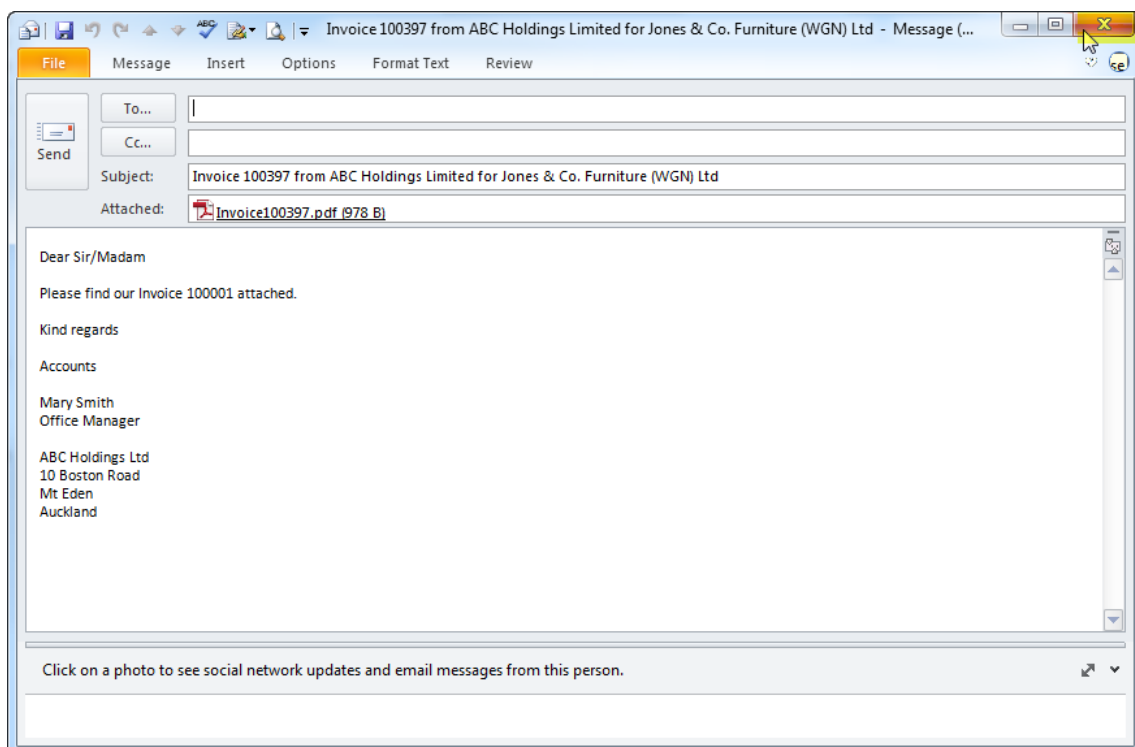 ABC
Invoice 100397 from ABC Holdings Limited for Jones & Co. Furniture (WGN) Ltd - Message (...
File Message Insert Options Format Text Review
To...
Send
Cc...
Subject: Invoice 100397 from ABC Holdings Limited for Jones & Co. Furniture (WGN) Ltd
Attached: Invoice100397.pdf (978 B)
Dear Sir/Madam
Please find our Invoice 100001 attached.
Kind regards
Accounts
Mary Smith
Office Manager
ABC Holdings Ltd
10 Boston Road
Mt Eden
Auckland
Click on a photo to see social network updates and email messages from this person.